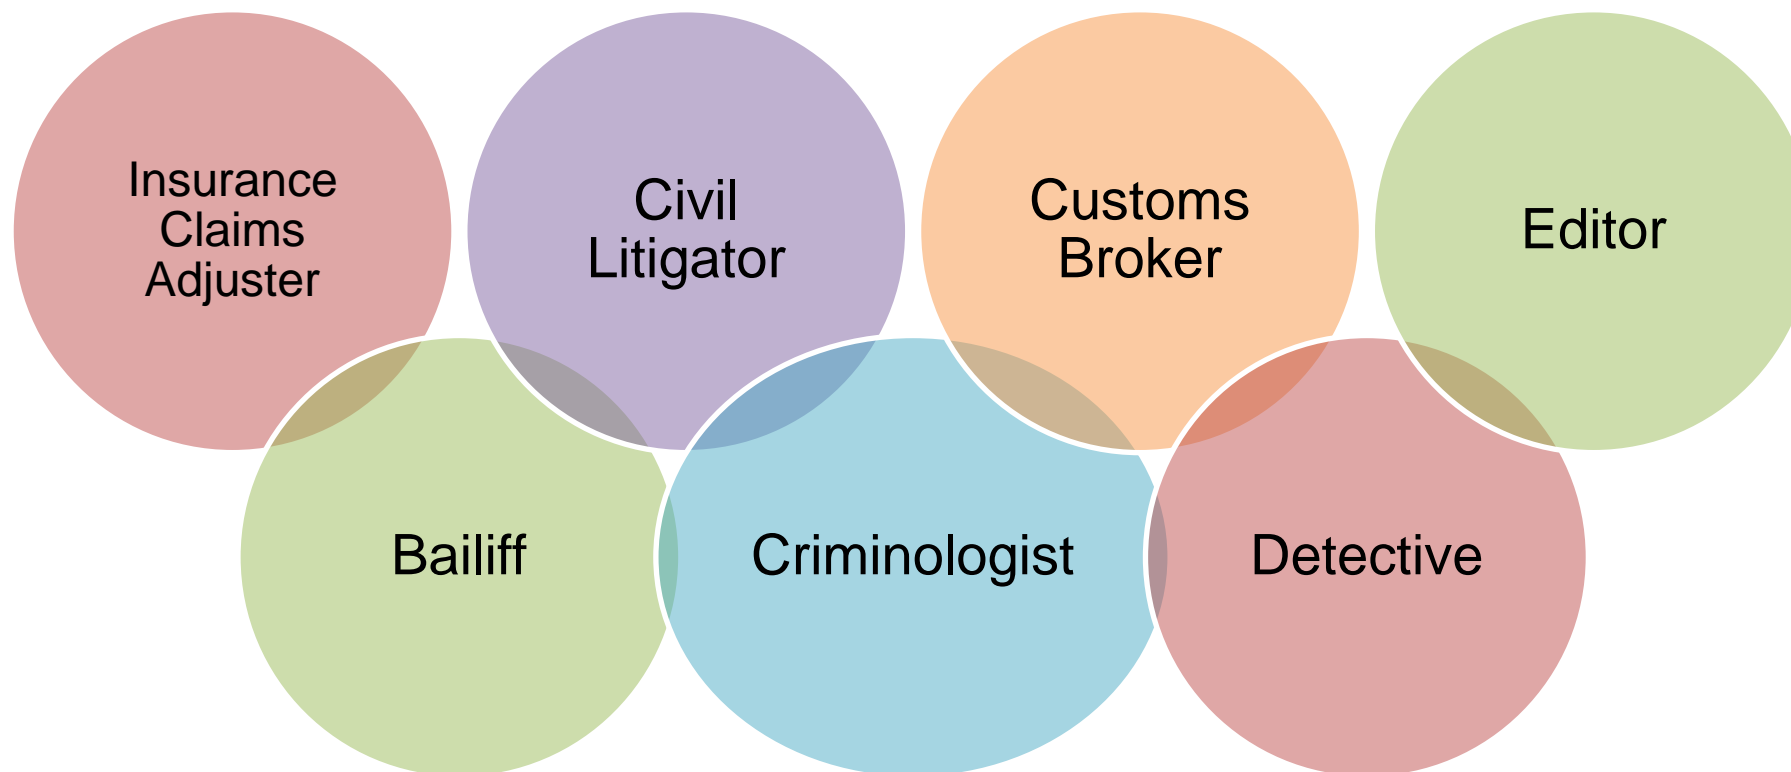 Insurance
Claims
Adjuster
Civil
Litigator
Customs
Broker
Editor
Bailiff
Criminologist
Detective